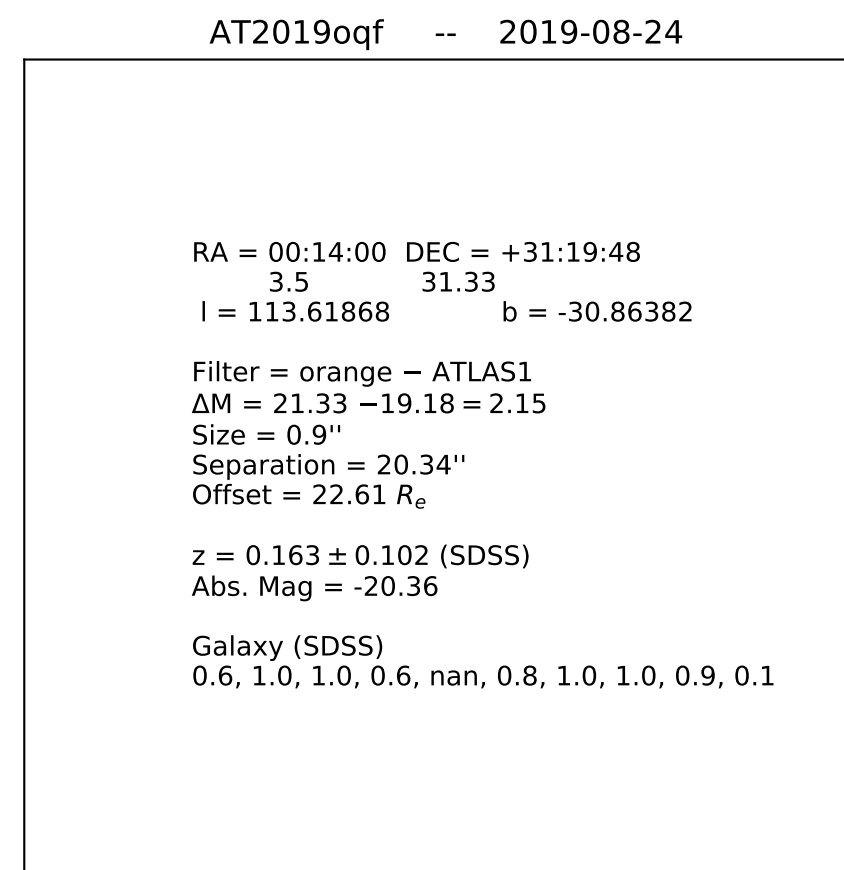 AT2019oqf -- 2019-08-24
RA = 00:14:00 DEC = +31:19:48
3.5 31.33
l = 113.61868 b = -30.86382
Filter = orange − ATLAS1
ΔM = 21.33 −19.18 = 2.15
Size = 0.9''
Separation = 20.34''
Offset = 22.61 Rₑ
z = 0.163 ± 0.102 (SDSS)
Abs. Mag = -20.36
Galaxy (SDSS)
0.6, 1.0, 1.0, 0.6, nan, 0.8, 1.0, 1.0, 0.9, 0.1